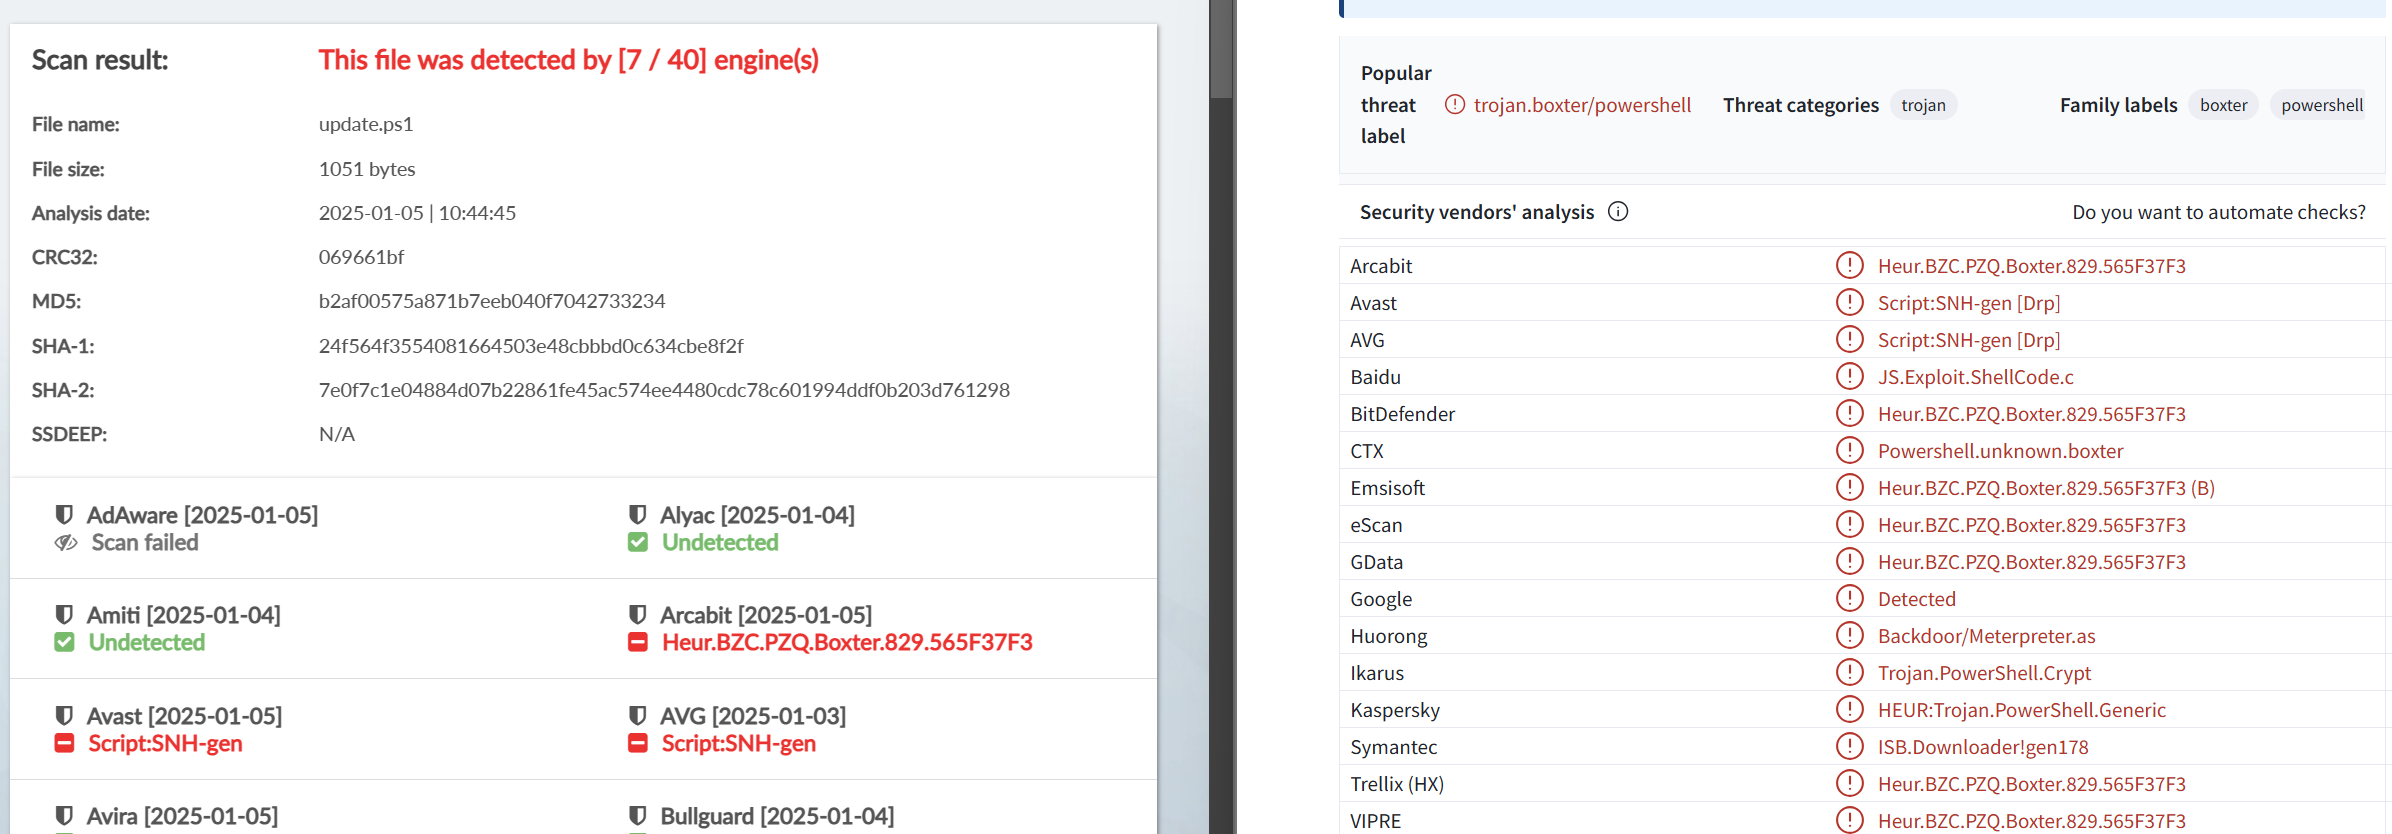 Scan result: This file was detected by [7 / 40] engine(s)
File name: update.ps1
File size: 1051 bytes
Analysis date: 2025-01-05 | 10:44:45
CRC32: 069661bf
MD5: b2af00575a871b7eeb040f7042733234
SHA-1: 24f564f3554081664503e48cbbbd0c634cbe8f2f
SHA-2: 7e0f7c1e04884d07b22861fe45ac574ee4480cdc78c601994ddf0b203d761298
SSDEEP: N/A
AdAware [2025-01-05]
Scan failed
Alyac [2025-01-04]
Undetected
Amiti [2025-01-04]
Undetected
Arcabit [2025-01-05]
Heur.BZC.PZQ.Boxter.829.565F37F3
Avast [2025-01-05]
Script:SNH-gen
AVG [2025-01-03]
Script:SNH-gen
Avira [2025-01-05]
Bullguard [2025-01-04]
Popular
threat
label
trojan.boxter/powershell
Threat categories trojan
Family labels boxter powershell
Security vendors' analysis
Do you want to automate checks?
Arcabit Heur.BZC.PZQ.Boxter.829.565F37F3
Avast Script:SNH-gen [Drp]
AVG Script:SNH-gen [Drp]
Baidu JS.Exploit.ShellCode.c
BitDefender Heur.BZC.PZQ.Boxter.829.565F37F3
CTX Powershell.unknown.boxter
Emsisoft Heur.BZC.PZQ.Boxter.829.565F37F3 (B)
eScan Heur.BZC.PZQ.Boxter.829.565F37F3
GData Heur.BZC.PZQ.Boxter.829.565F37F3
Google Detected
Huorong Backdoor/Meterpreter.as
Ikarus Trojan.PowerShell.Crypt
Kaspersky HEUR:Trojan.PowerShell.Generic
Symantec ISB.Downloader!gen178
Trellix (HX) Heur.BZC.PZQ.Boxter.829.565F37F3
VIPRE Heur.BZC.PZQ.Boxter.829.565F37F3